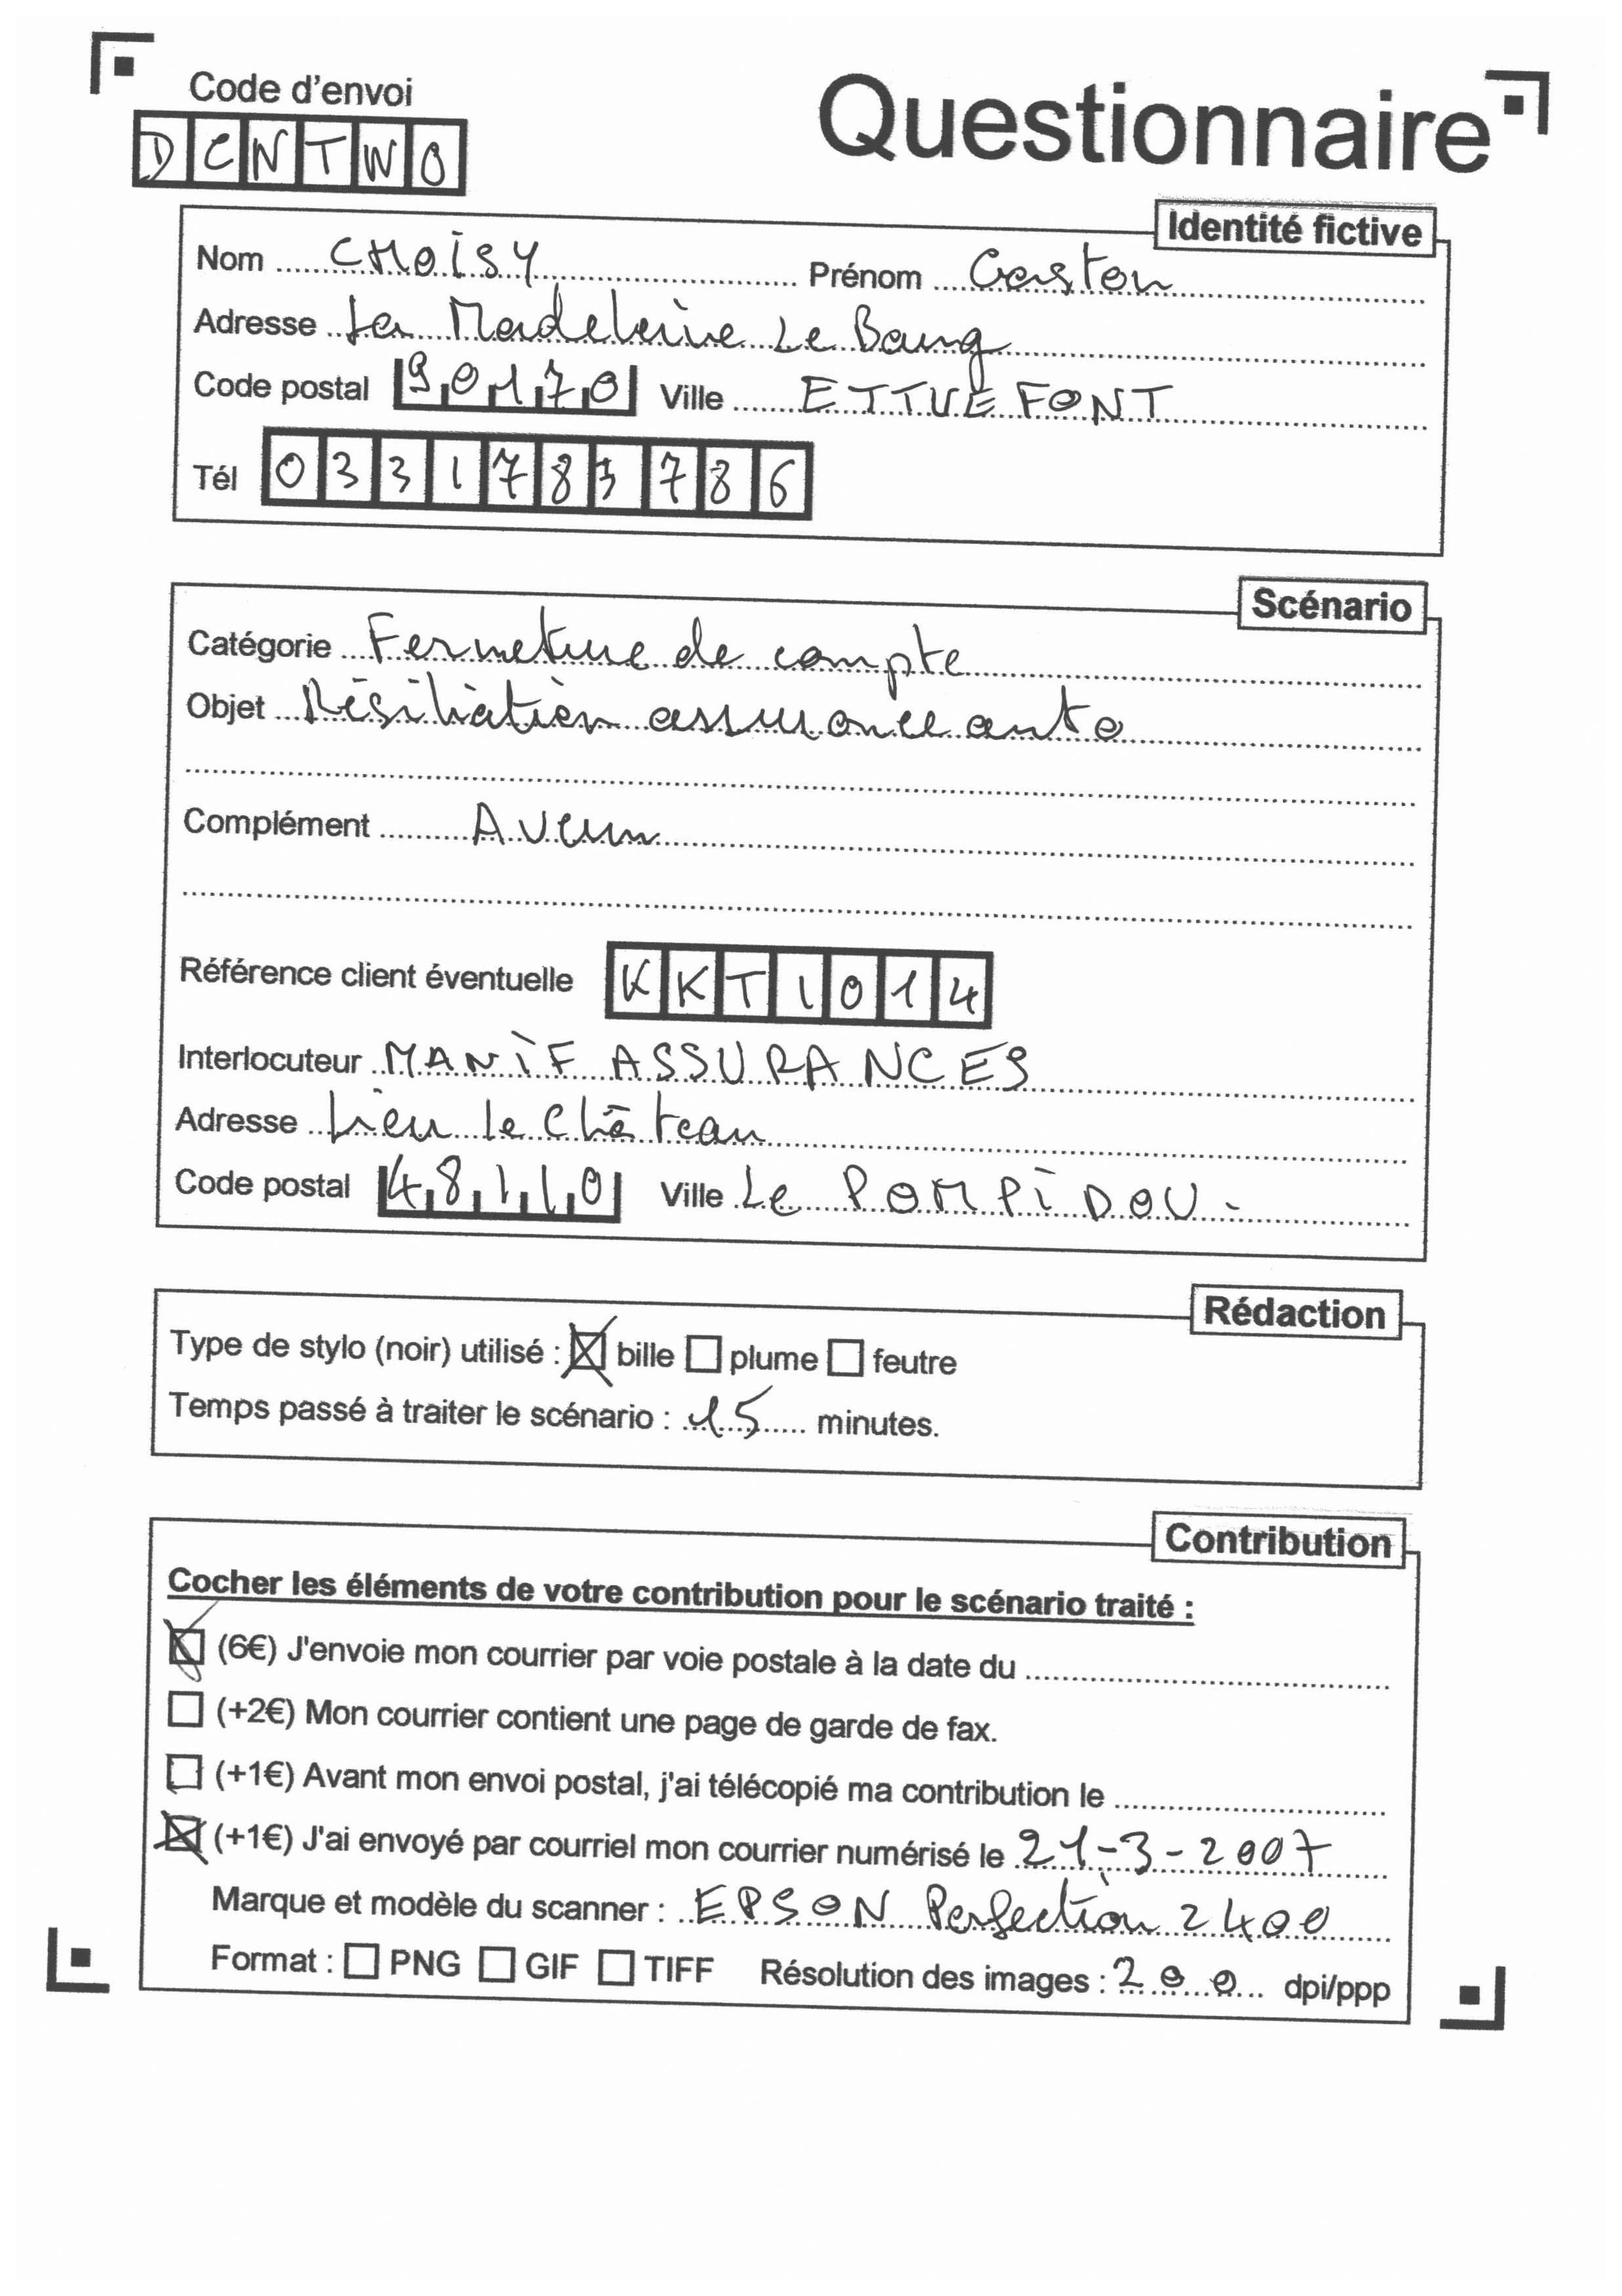 Code d'envoi
Questionnaire
DCNTWO
Identité fictive
Nom CHOISY Prénom Gaston
Adresse La Madeleine Le Bourg
Code postal 90170 Ville ETTUEFONT
Tél 0331783786
Scénario
Catégorie Fermeture de compte
Objet Résiliation assurance auto
Complément Aucun
Référence client éventuelle KKT1014
Interlocuteur MANIF ASSURANCES
Adresse Lieu le Château
Code postal 48110 Ville Le POMPIDOU -
Rédaction
Type de stylo (noir) utilisé : bille plume feutre
Temps passé à traiter le scénario : 15 minutes.
Contribution
Cocher les éléments de votre contribution pour le scénario traité :
(6€) J'envoie mon courrier par voie postale à la date du
(+2€) Mon courrier contient une page de garde de fax.
(+1€) Avant mon envoi postal, j'ai télécopié ma contribution le
(+1€) J'ai envoyé par courriel mon courrier numérisé le 21-3-2007
Marque et modèle du scanner : EPSON Perfection 2400
Format : PNG GIF TIFF Résolution des images : 200 dpi/ppp